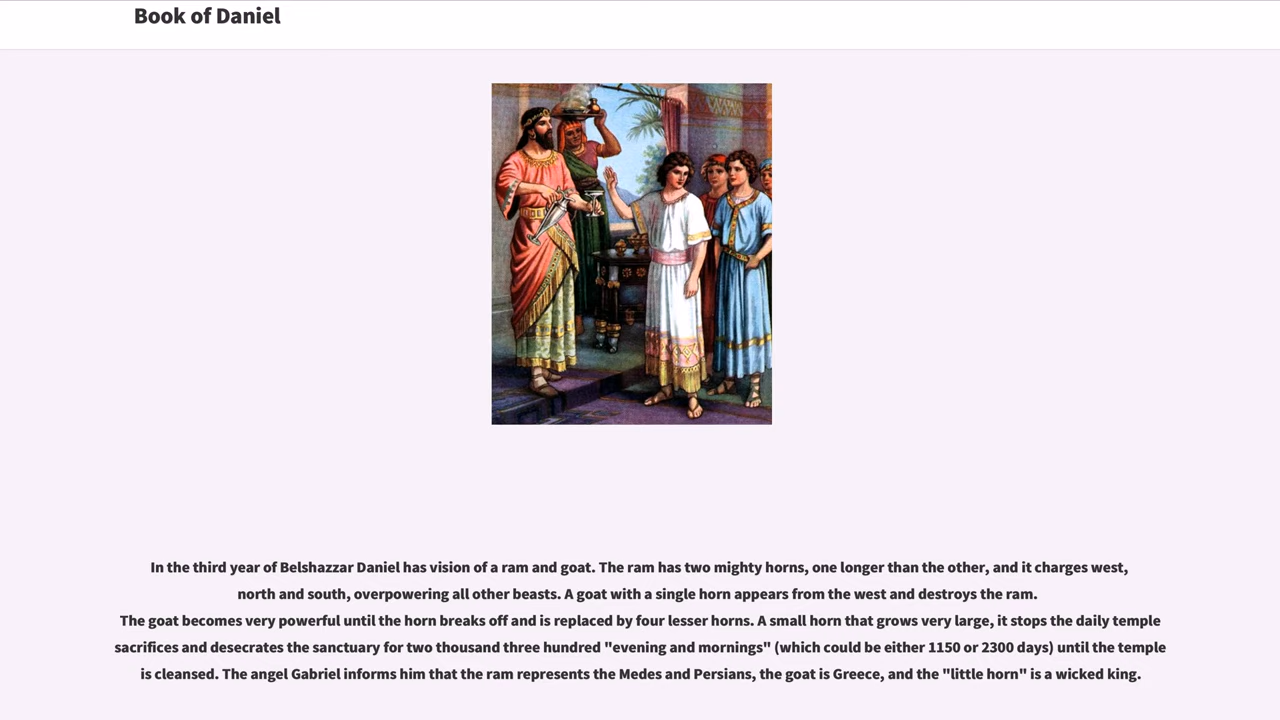 Book of Daniel
In the third year of Belshazzar Daniel has vision of a ram and goat. The ram has two mighty horns, one longer than the other, and it charges west,
north and south, overpowering all other beasts. A goat with a single horn appears from the west and destroys the ram.
The goat becomes very powerful until the horn breaks off and is replaced by four lesser horns. A small horn that grows very large, it stops the daily temple
sacrifices and desecrates the sanctuary for two thousand three hundred "evening and mornings" (which could be either 1150 or 2300 days) until the temple
is cleansed. The angel Gabriel informs him that the ram represents the Medes and Persians, the goat is Greece, and the "little horn" is a wicked king.